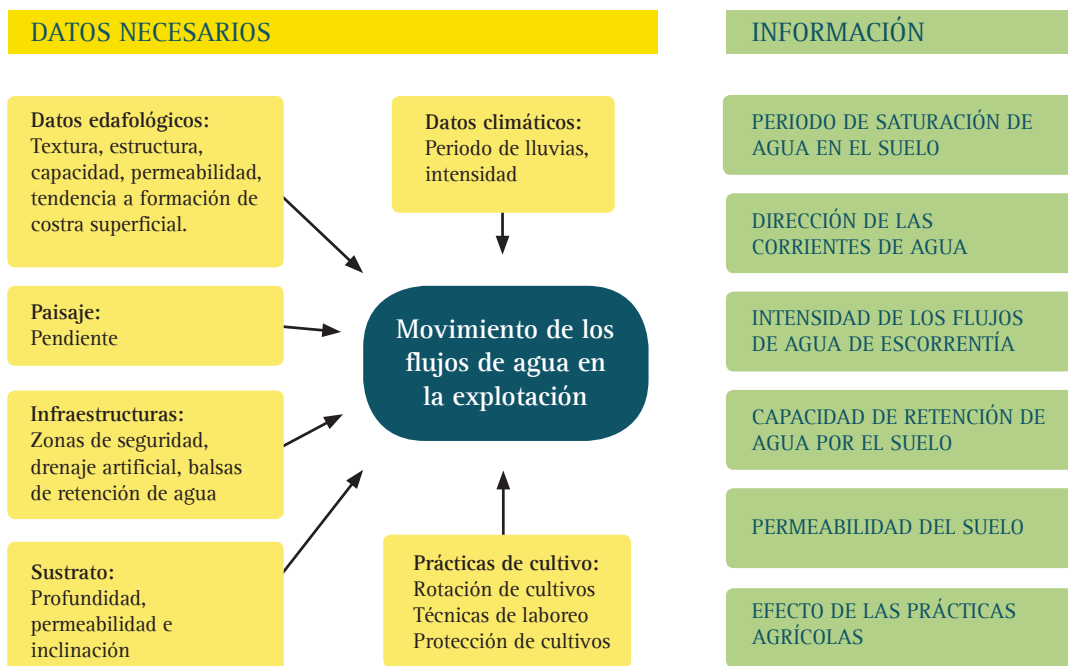 DATOS NECESARIOS
Datos edafológicos:
Textura, estructura,
capacidad, permeabilidad,
tendencia a formación de
costra superficial.
Paisaje:
Pendiente
Infraestructuras:
Zonas de seguridad,
drenaje artificial, balsas
de retención de agua
Sustrato:
Profundidad,
permeabilidad e
inclinación
Datos climáticos:
Periodo de lluvias,
intensidad
Movimiento de los
flujos de agua en
la explotación
Prácticas de cultivo:
Rotación de cultivos
Técnicas de laboreo
Protección de cultivos
INFORMACIÓN
PERIODO DE SATURACIÓN DE
AGUA EN EL SUELO
DIRECCIÓN DE LAS
CORRIENTES DE AGUA
INTENSIDAD DE LOS FLUJOS
DE AGUA DE ESCORRENTÍA
CAPACIDAD DE RETENCIÓN DE
AGUA POR EL SUELO
PERMEABILIDAD DEL SUELO
EFECTO DE LAS PRÁCTICAS
AGRÍCOLAS